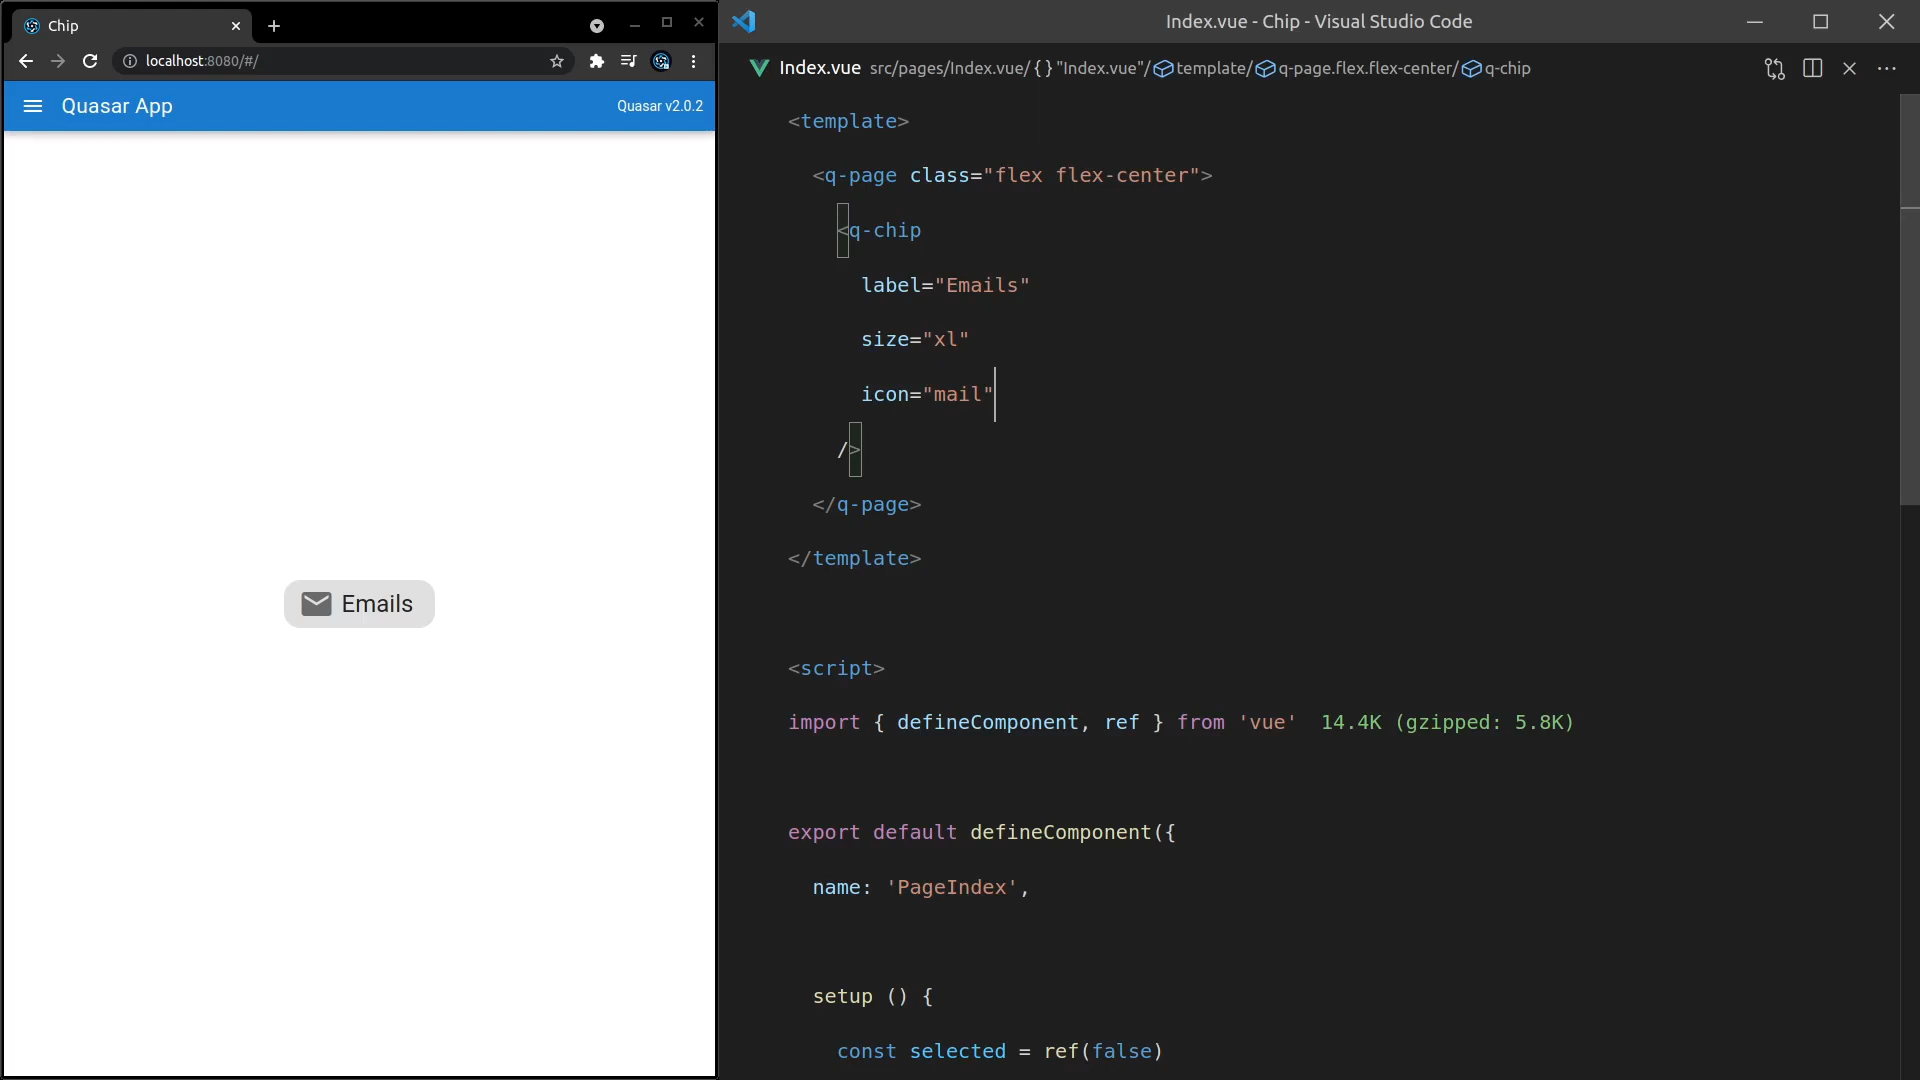 Chip
localhost:8080/#/
Quasar App
Quasar v2.0.2
Emails
Index.vue - Chip - Visual Studio Code
Index.vue src/pages/Index.vue/ { } "Index.vue"/ template/ q-page.flex.flex-center/ q-chip
<template>
<q-page class="flex flex-center">
<q-chip
label="Emails"
size="xl"
icon="mail"
/>
</q-page>
</template>
<script>
import { defineComponent, ref } from 'vue' 14.4K (gzipped: 5.8K)
export default defineComponent({
name: 'PageIndex',
setup () {
const selected = ref(false)